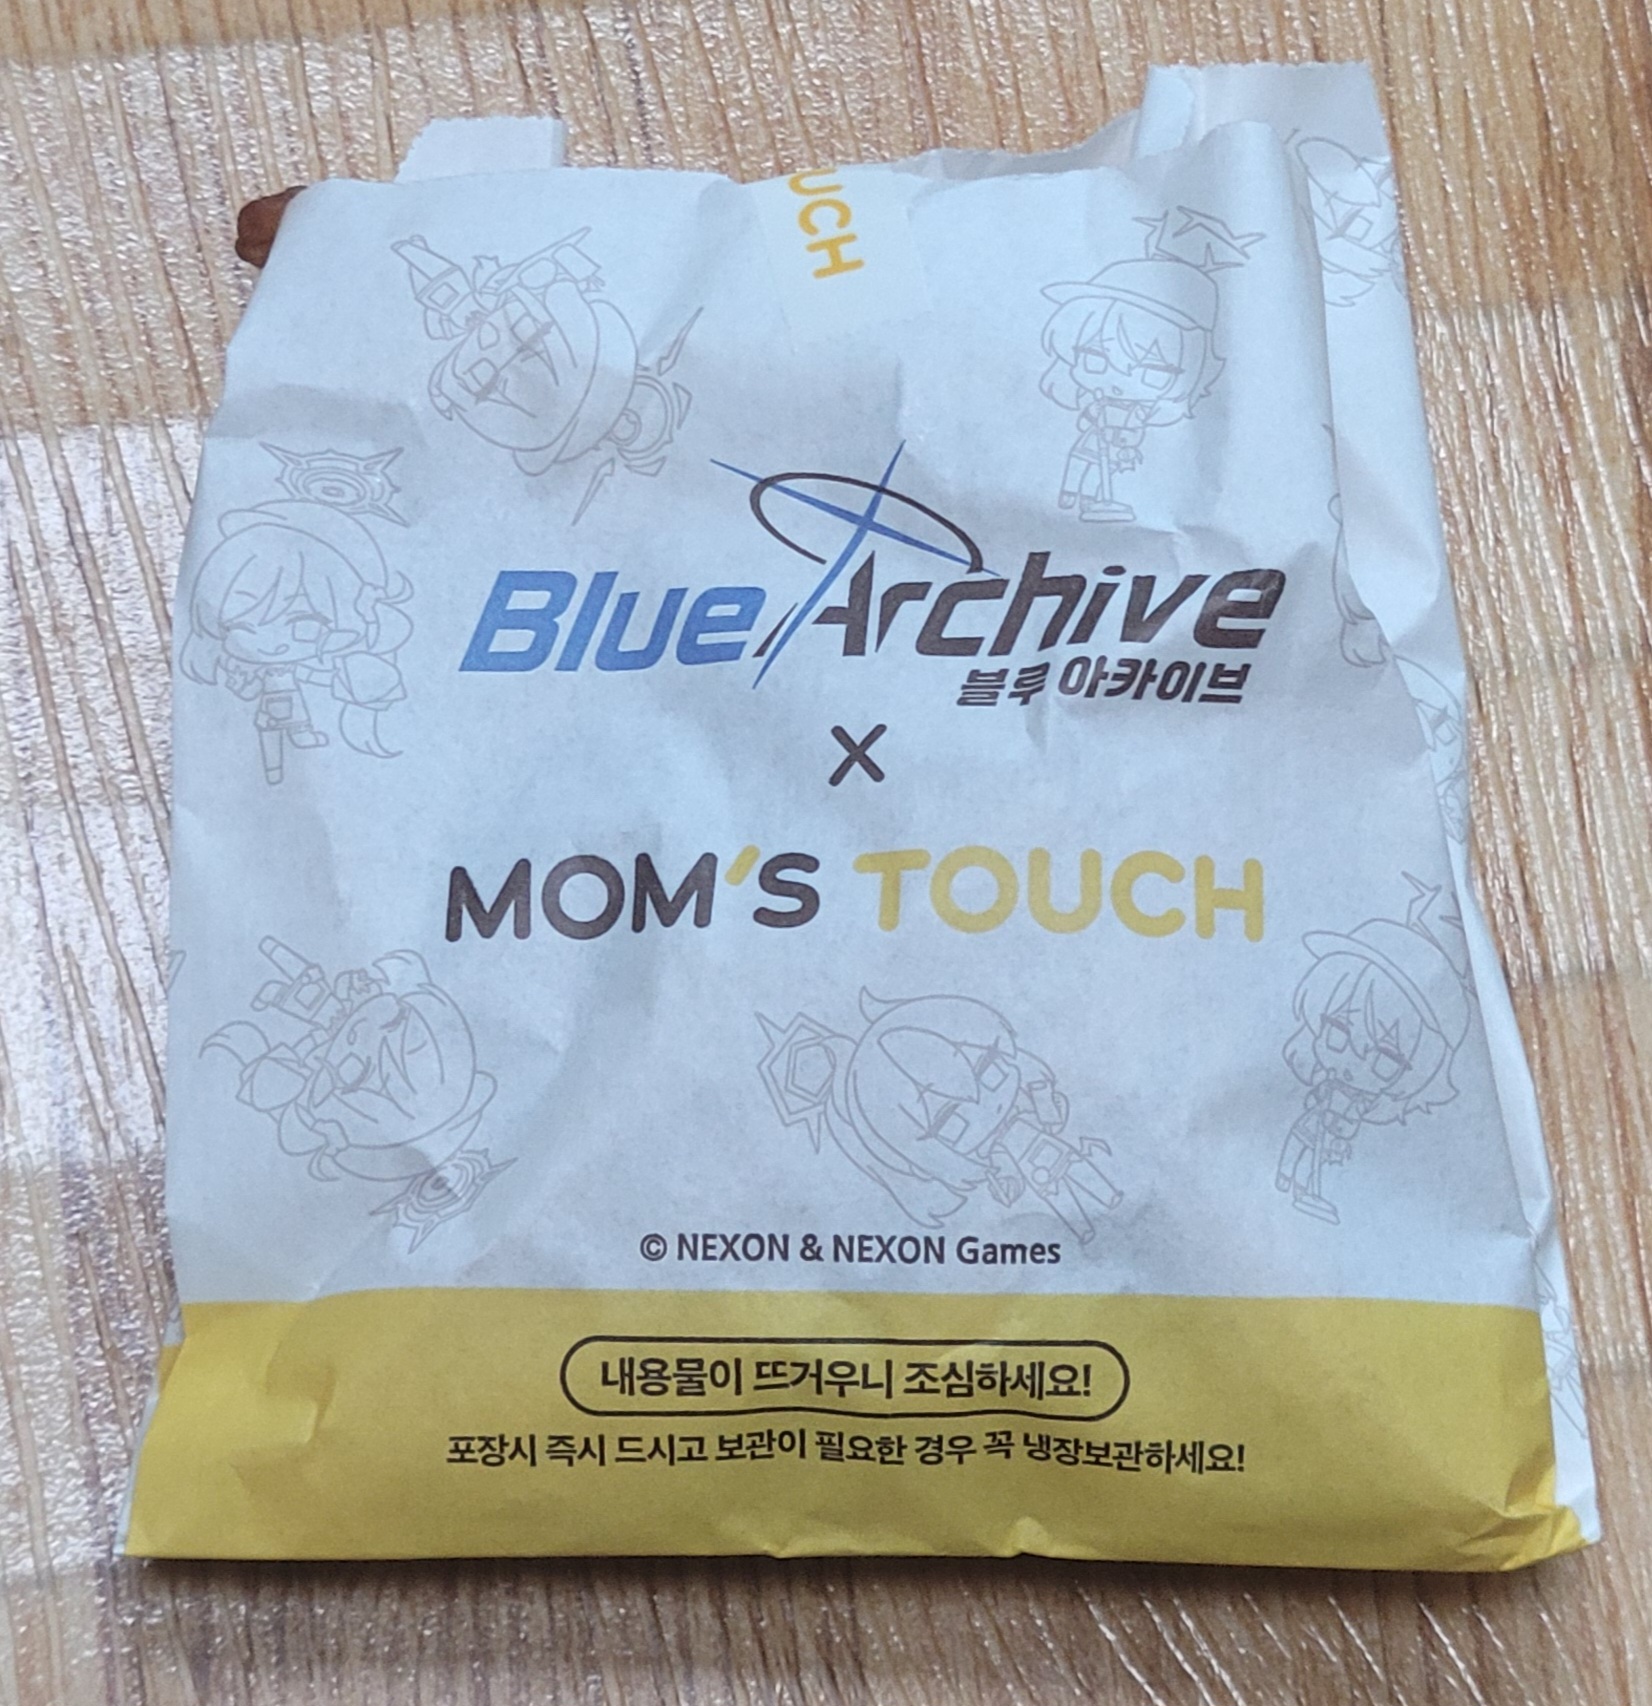 UCH
Blue Archive
블루 아카이브
X
MOM'S TOUCH
© NEXON & NEXON Games
내용물이 뜨거우니 조심하세요!
포장시 즉시 드시고 보관이 필요한 경우 꼭 냉장보관하세요!